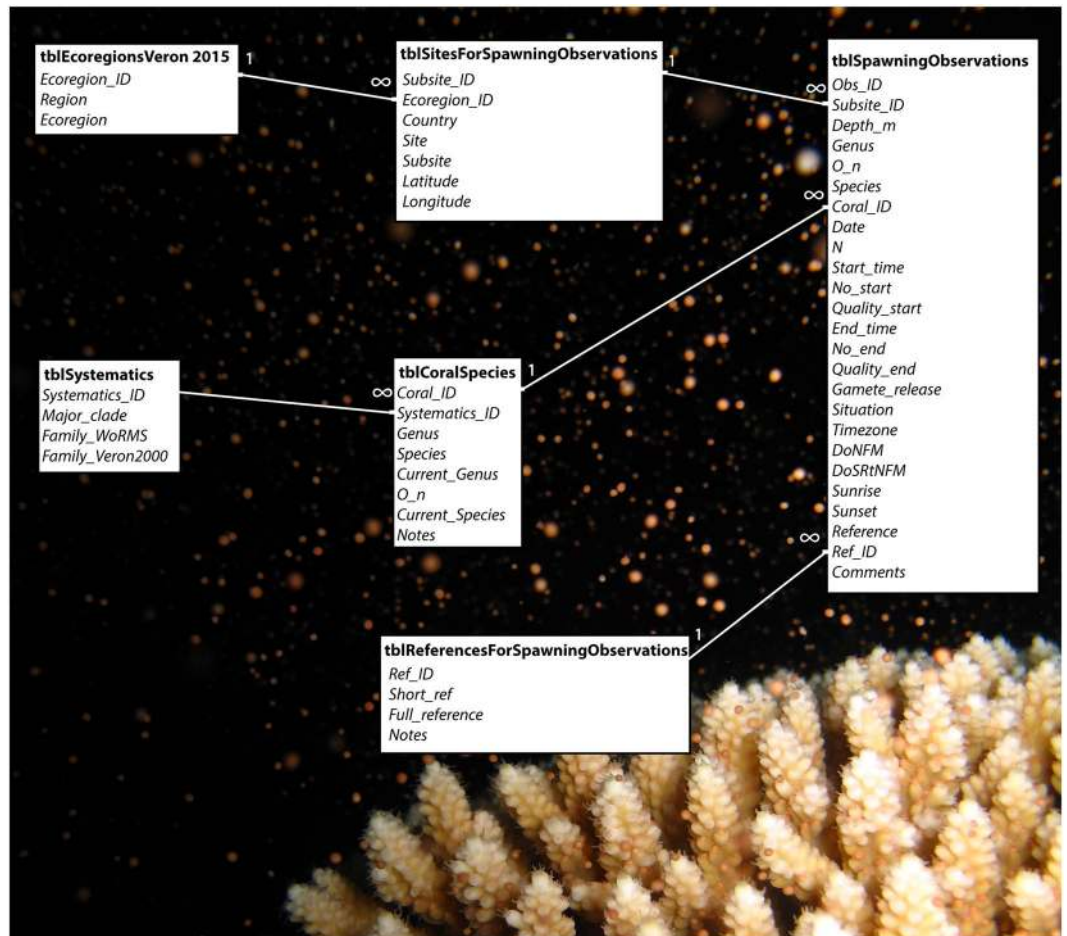 tblEcoregionsVeron 2015
Ecoregion_ID
Region
Ecoregion
1
∞
tblSitesForSpawningObservations
Subsite_ID
Ecoregion_ID
Country
Site
Subsite
Latitude
Longitude
1
∞
tblSpawningObservations
Obs_ID
Subsite_ID
Depth_m
Genus
O_n
Species
Coral_ID
Date
N
Start_time
No_start
Quality_start
End_time
No_end
Quality_end
Gamete_release
Situation
Timezone
DoNFM
DoSRtNFM
Sunrise
Sunset
Reference
Ref_ID
Comments
∞
∞
tblSystematics
Systematics_ID
Major_clade
Family_WoRMS
Family_Veron2000
∞
tblCoralSpecies
Coral_ID
Systematics_ID
Genus
Species
Current_Genus
O_n
Current_Species
Notes
1
tblReferencesForSpawningObservations
Ref_ID
Short_ref
Full_reference
Notes
1